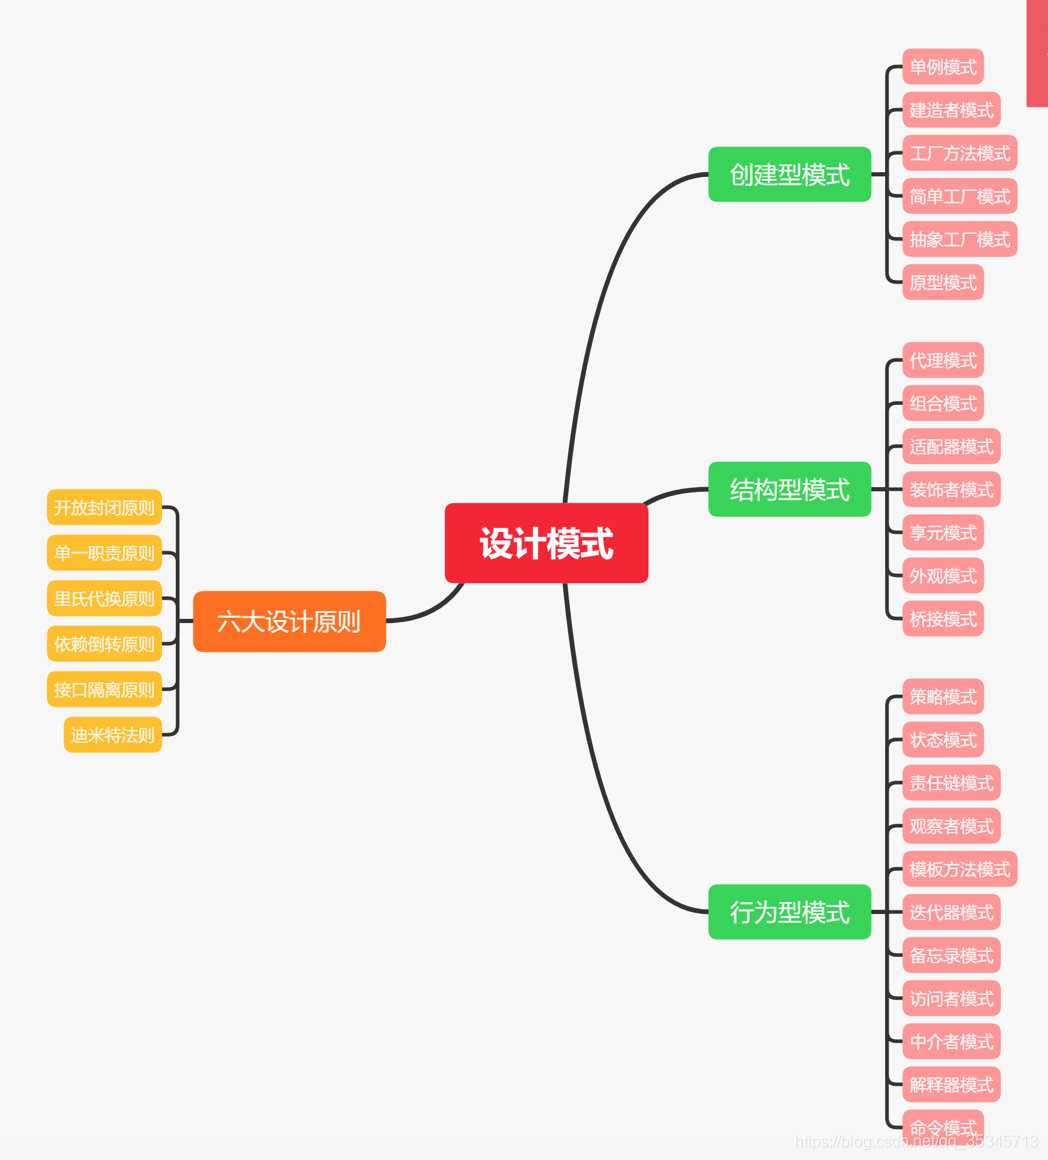 设计模式
六大设计原则
开放封闭原则
单一职责原则
里氏代换原则
依赖倒转原则
接口隔离原则
迪米特法则
创建型模式
单例模式
建造者模式
工厂方法模式
简单工厂模式
抽象工厂模式
原型模式
结构型模式
代理模式
组合模式
适配器模式
装饰者模式
享元模式
外观模式
桥接模式
行为型模式
策略模式
状态模式
责任链模式
观察者模式
模板方法模式
迭代器模式
备忘录模式
访问者模式
中介者模式
解释器模式
命令模式
https://blog.csdn.net/qq_35345713